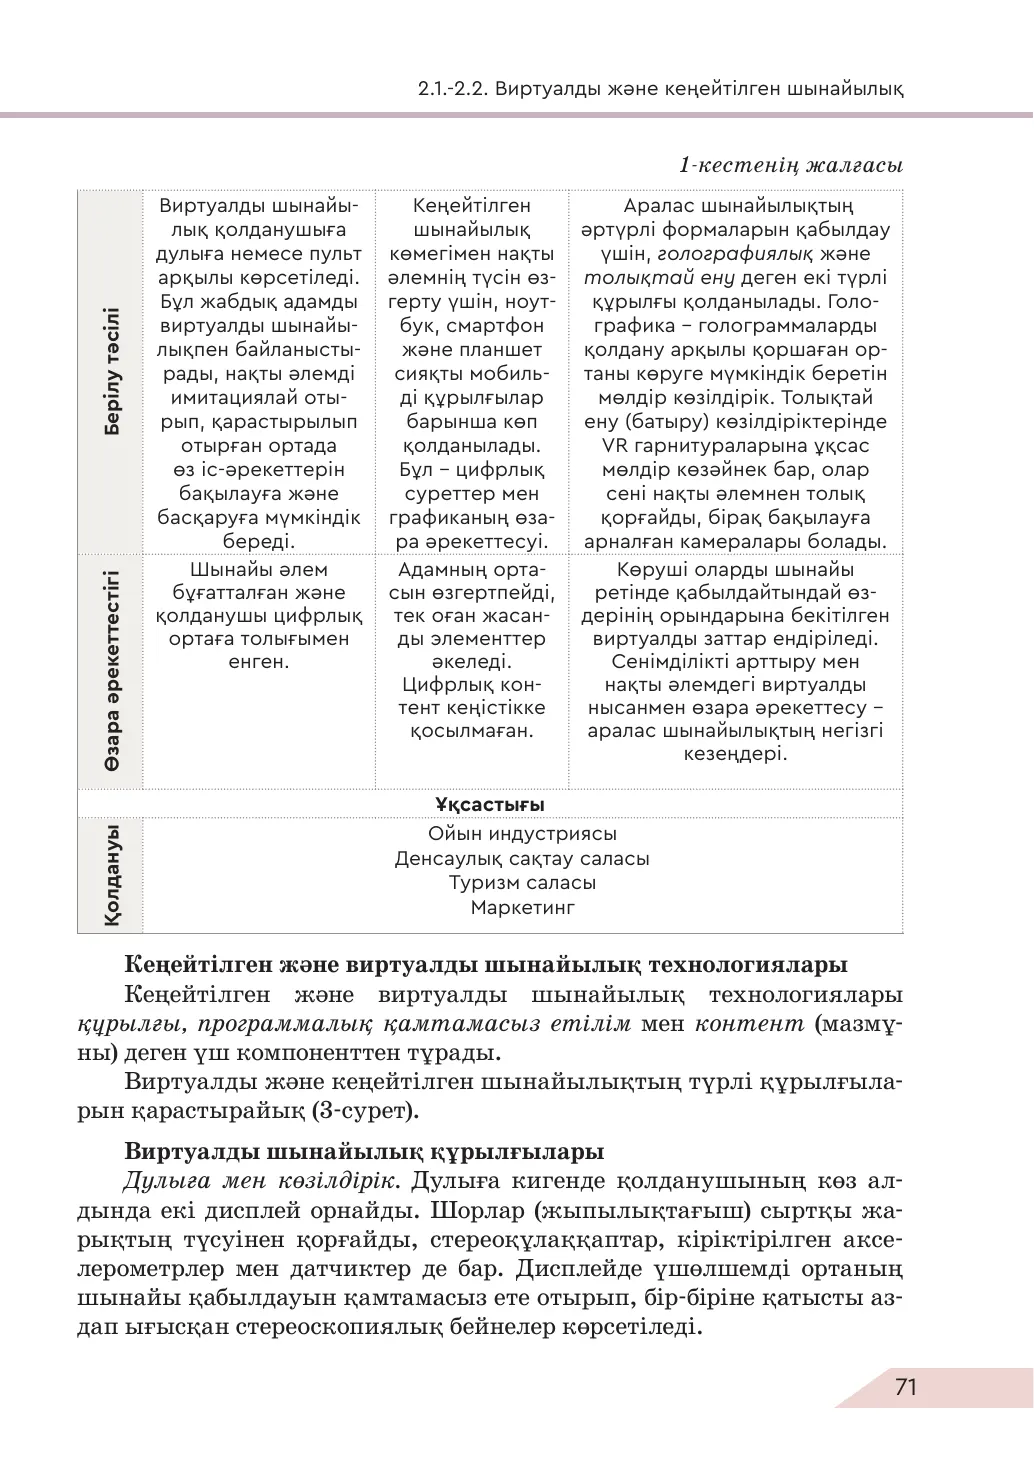 2.1.-2.2. Виртуалды және кеңейтілген шынайылық
1-кестенің жалғасы
Берілу тәсілі
Виртуалды шынайы-
лық қолданушыға
дулыға немесе пульт
арқылы көрсетіледі.
Бұл жабдық адамды
виртуалды шынайы-
лықпен байланысты-
рады, нақты әлемді
имитациялай оты-
рып, қарастырылып
отырған ортада
өз іс-әрекеттерін
бақылауға және
басқаруға мүмкіндік
береді.
Кеңейтілген
шынайылық
көмегімен нақты
әлемнің түсін өз-
герту үшін, ноут-
бук, смартфон
және планшет
сияқты мобиль-
ді құрылғылар
барынша көп
қолданылады.
Бұл – цифрлық
суреттер мен
графиканың өза-
ра әрекеттесуі.
Аралас шынайылықтың
әртүрлі формаларын қабылдау
үшін, голографиялық және
толықтай ену деген екі түрлі
құрылғы қолданылады. Голо-
графика – голограммаларды
қолдану арқылы қоршаған ор-
таны көруге мүмкіндік беретін
мөлдір көзілдірік. Толықтай
ену (батыру) көзілдіріктерінде
VR гарнитураларына ұқсас
мөлдір көзәйнек бар, олар
сені нақты әлемнен толық
қорғайды, бірақ бақылауға
арналған камералары болады.
Өзара әрекеттестігі
Шынайы әлем
бұғатталған және
қолданушы цифрлық
ортаға толығымен
енген.
Адамның орта-
сын өзгертпейді,
тек оған жасан-
ды элементтер
әкеледі.
Цифрлық кон-
тент кеңістікке
қосылмаған.
Көруші оларды шынайы
ретінде қабылдайтындай өз-
дерінің орындарына бекітілген
виртуалды заттар ендіріледі.
Сенімділікті арттыру мен
нақты әлемдегі виртуалды
нысанмен өзара әрекеттесу –
аралас шынайылықтың негізгі
кезеңдері.
Ұқсастығы
Қолдануы
Ойын индустриясы
Денсаулық сақтау саласы
Туризм саласы
Маркетинг
Кеңейтілген және виртуалды шынайылық технологиялары
Кеңейтілген және виртуалды шынайылық технологиялары
құрылғы, программалық қамтамасыз етілім мен контент (мазмұ-
ны) деген үш компоненттен тұрады.
Виртуалды және кеңейтілген шынайылықтың түрлі құрылғыла-
рын қарастырайық (3-сурет).
Виртуалды шынайылық құрылғылары
Дулыға мен көзілдірік. Дулыға кигенде қолданушының көз ал-
дында екі дисплей орнайды. Шорлар (жыпылықтағыш) сыртқы жа-
рықтың түсуінен қорғайды, стереоқұлаққаптар, кіріктірілген аксе-
лерометрлер мен датчиктер де бар. Дисплейде үшөлшемді ортаның
шынайы қабылдауын қамтамасыз ете отырып, бір-біріне қатысты аз-
дап ығысқан стереоскопиялық бейнелер көрсетіледі.
71